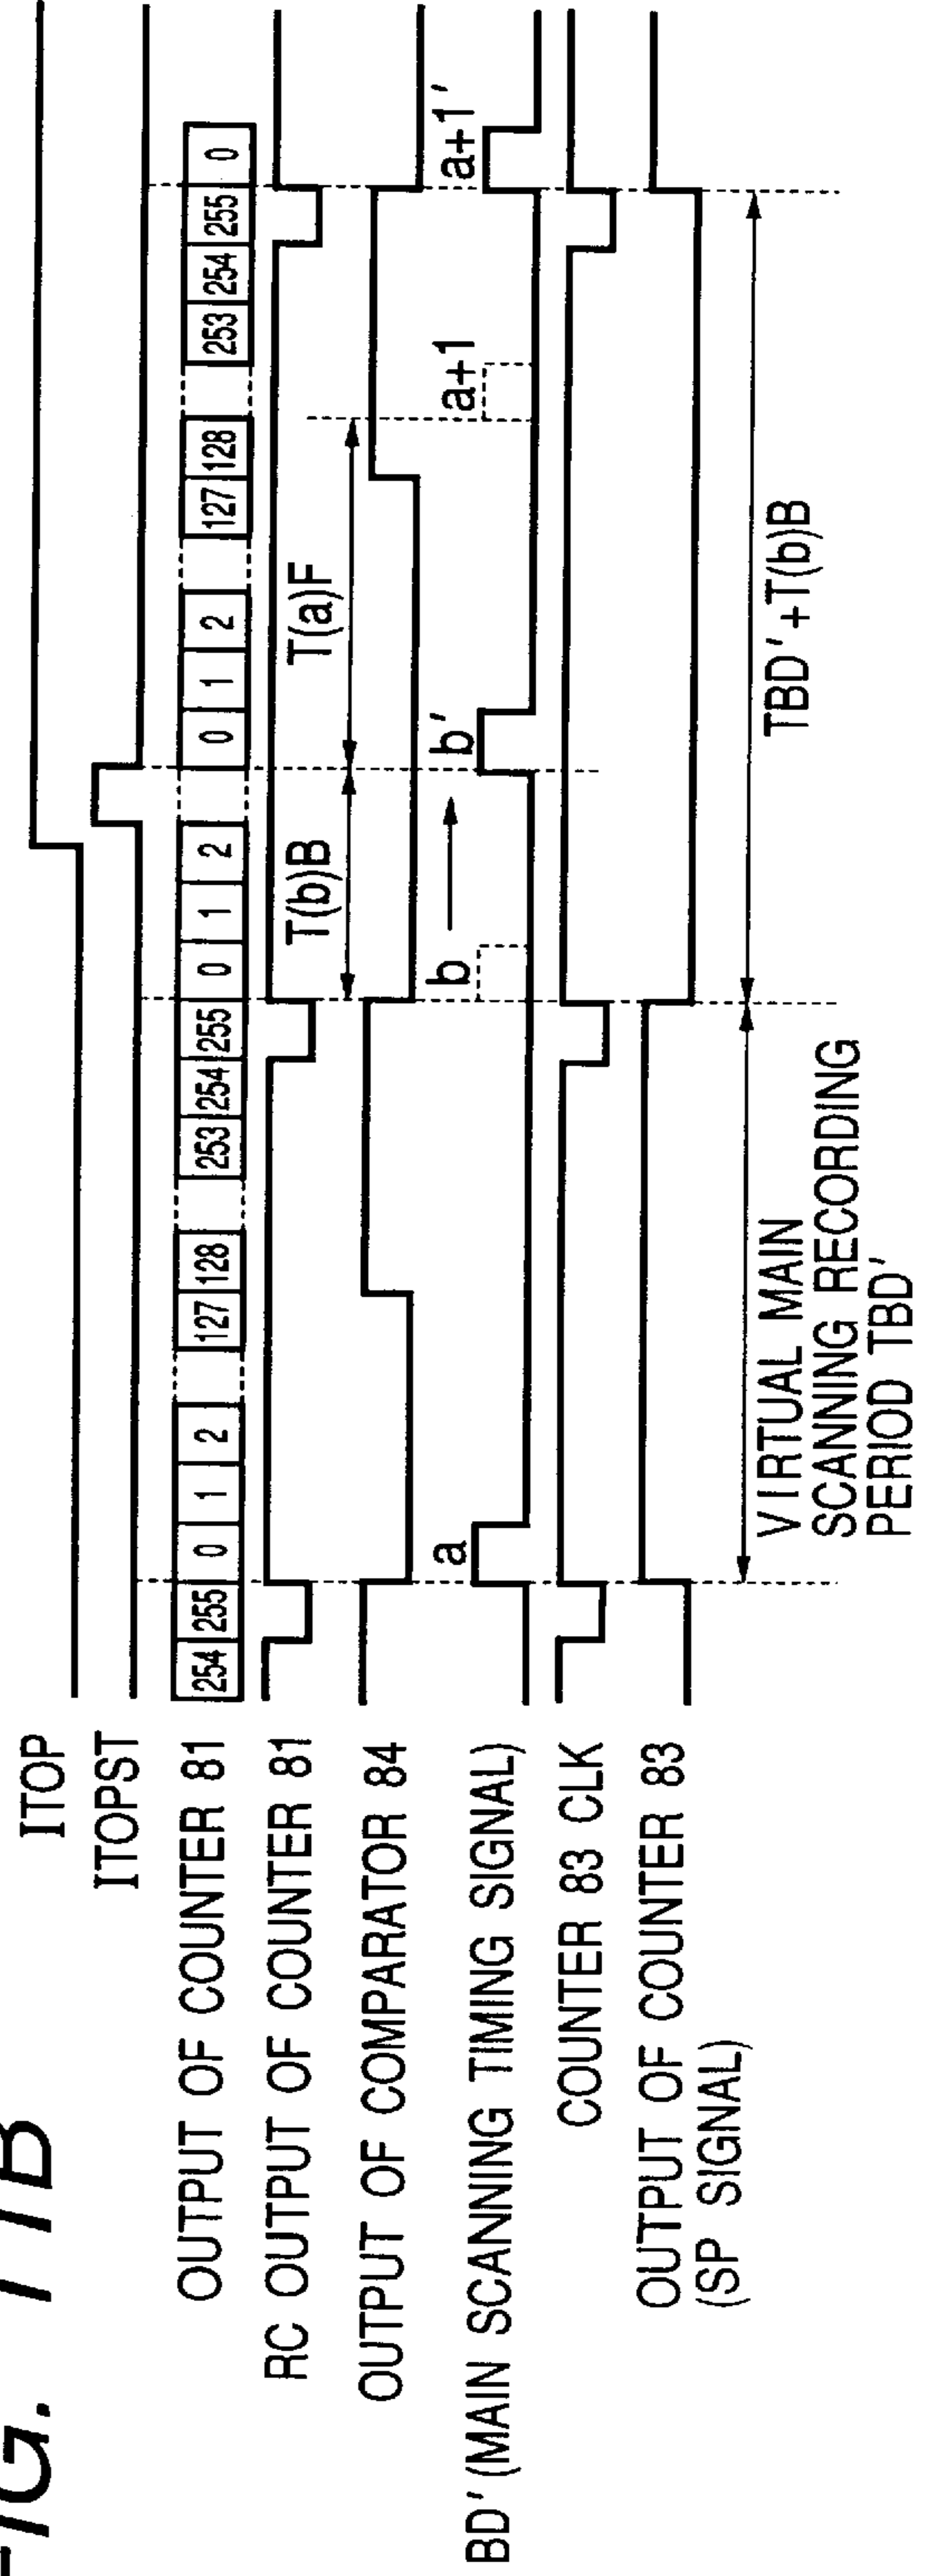 FIG. 11B
ITOP
ITOPST
OUTPUT OF COUNTER 81
254 255 0 1 2 127 128 253 254 255 0 1 2 0 1 2 127 128 253 254 255 0
RC OUTPUT OF COUNTER 81
T(b)B T(a)F
OUTPUT OF COMPARATOR 84
BD' (MAIN SCANNING TIMING SIGNAL)
a b b' a+1 a+1'
COUNTER 83 CLK
OUTPUT OF COUNTER 83
(SP SIGNAL)
VIRTUAL MAIN
SCANNING RECORDING
PERIOD TBD'
TBD'+T(b)B